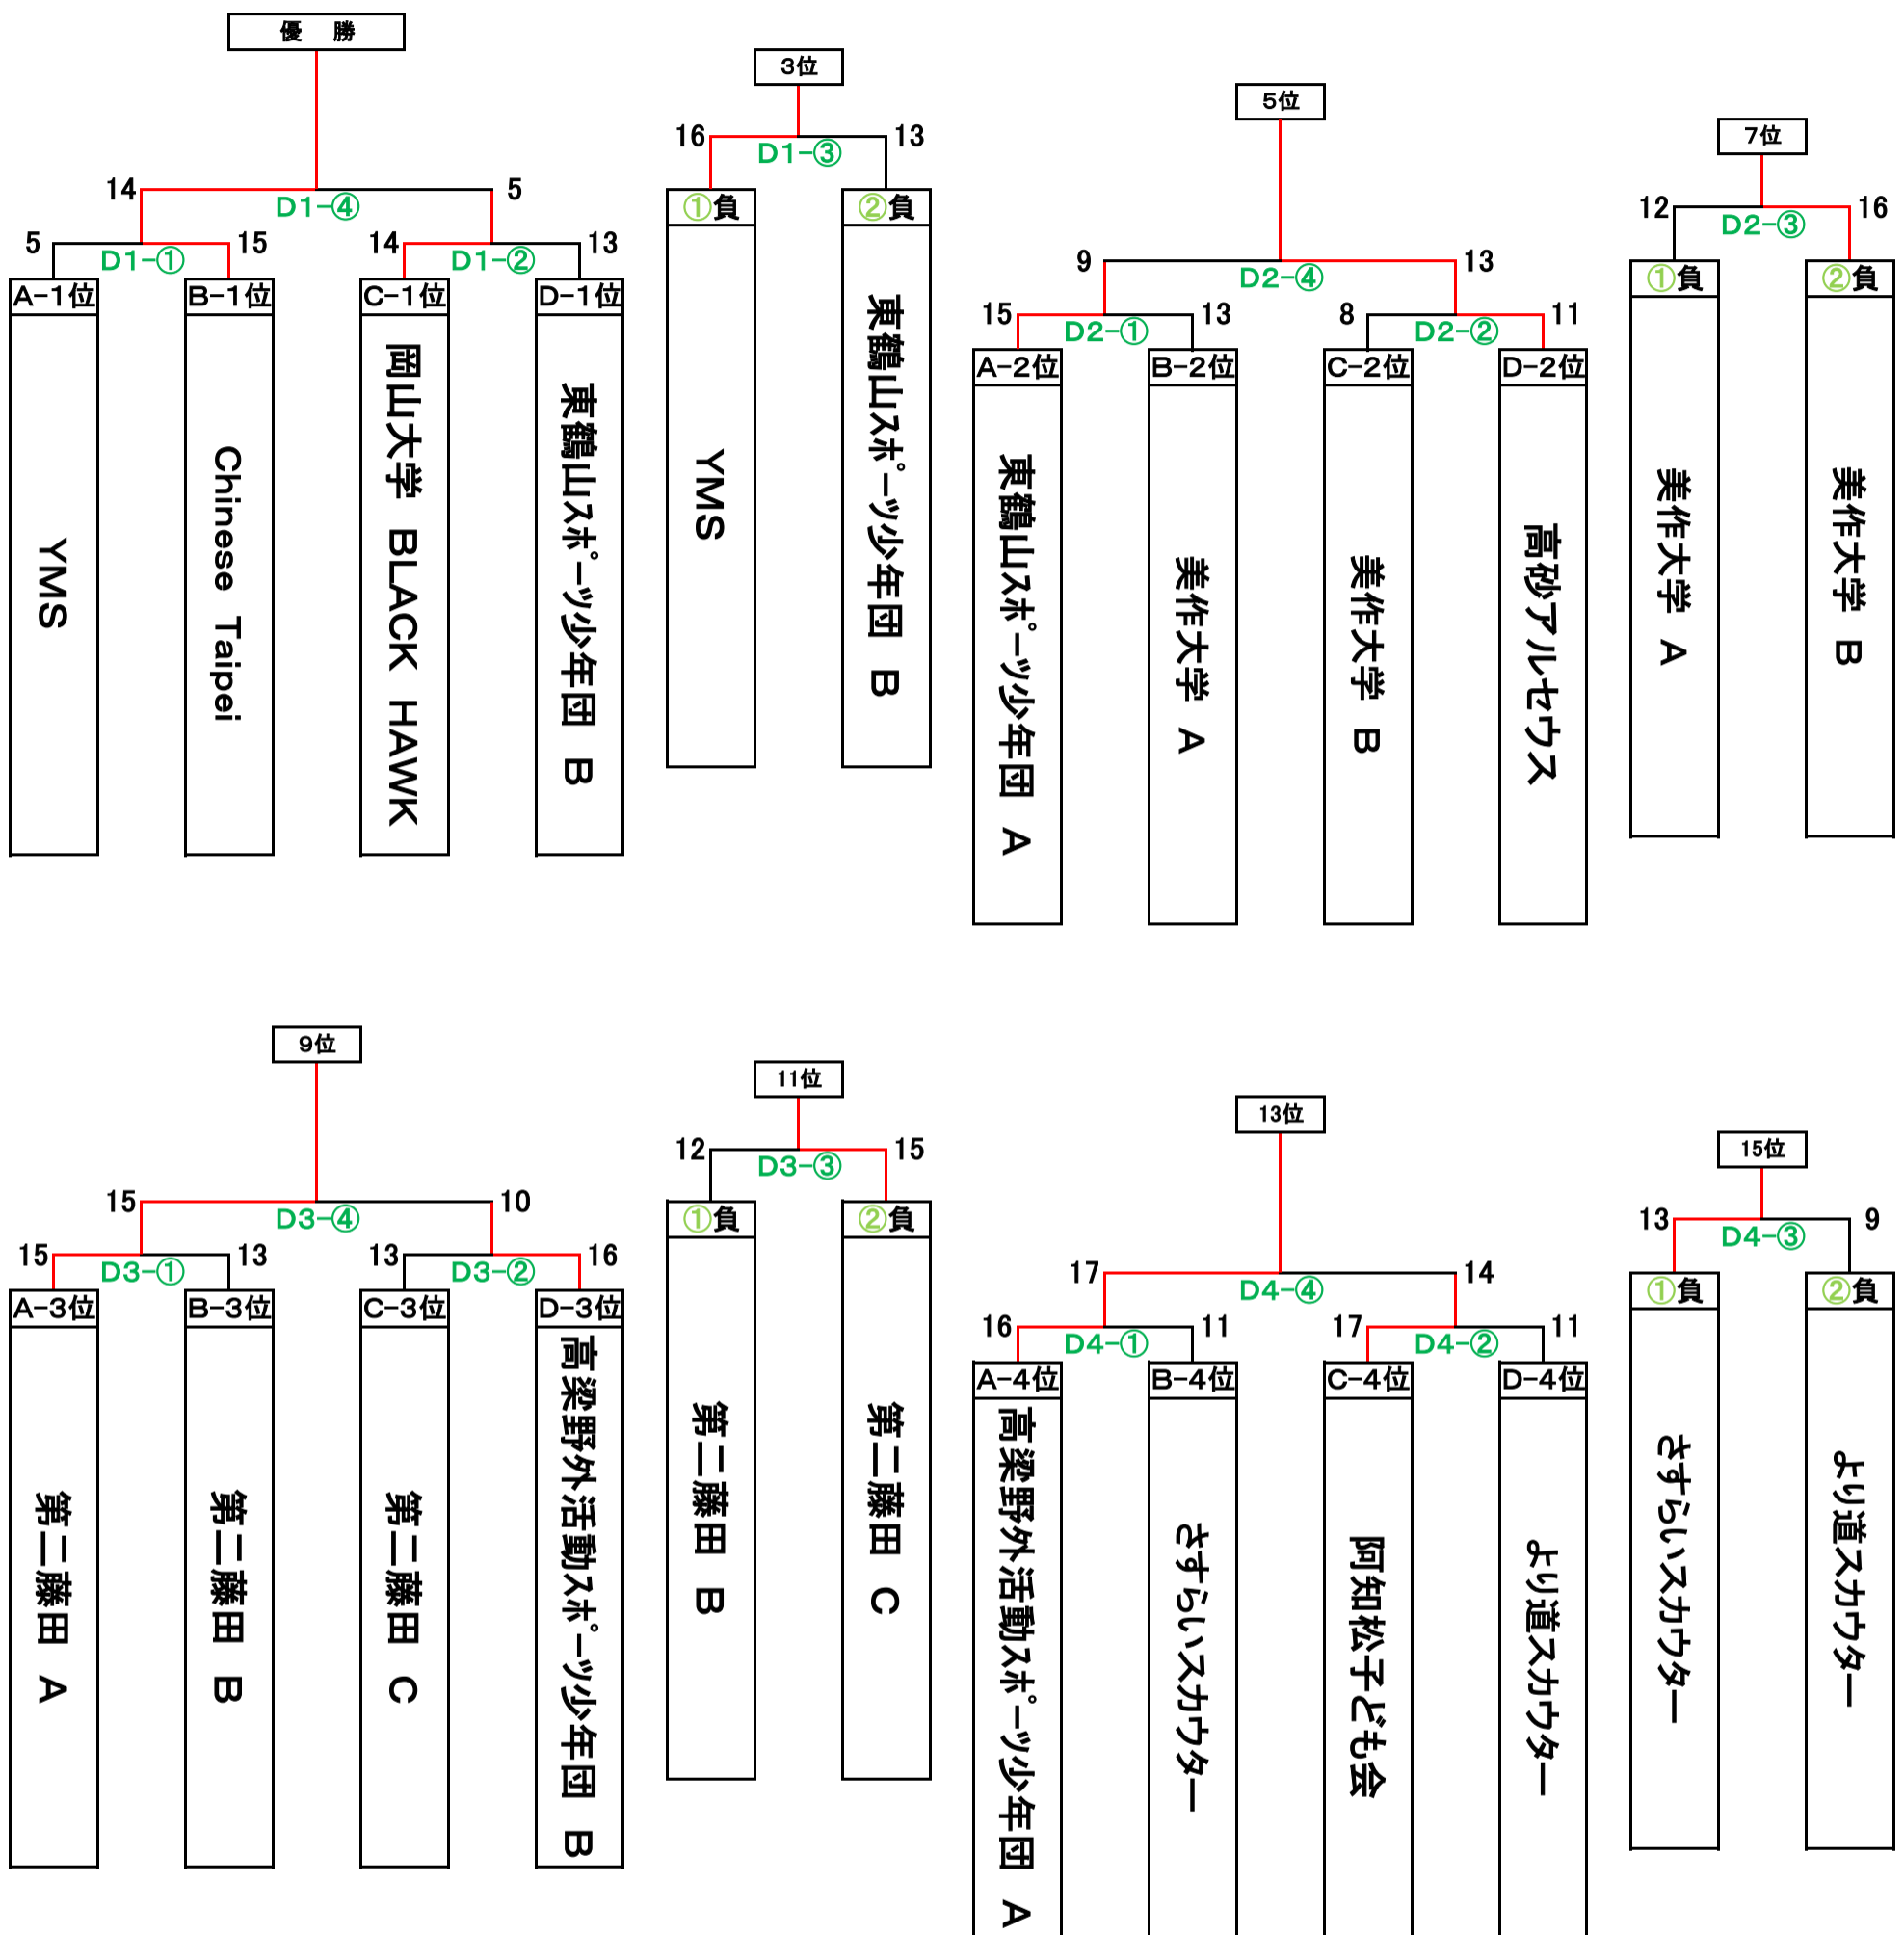 優　勝
14
5
D1-④
5
15
14
13
D1-①
D1-②
A-1位
B-1位
C-1位
D-1位
YMS
Chinese Taipei
岡山大学 BLACK HAWK
東鶴山スポーツ少年団 B
3位
16
13
D1-③
①負
②負
YMS
東鶴山スポーツ少年団 B
5位
9
13
D2-④
15
13
8
11
D2-①
D2-②
A-2位
B-2位
C-2位
D-2位
東鶴山スポーツ少年団 A
美作大学 A
美作大学 B
高砂アルセウス
7位
12
16
D2-③
①負
②負
美作大学 A
美作大学 B
9位
15
10
D3-④
15
13
13
16
D3-①
D3-②
A-3位
B-3位
C-3位
D-3位
第二藤田 A
第二藤田 B
第二藤田 C
高梁野外活動スポーツ少年団 B
11位
12
15
D3-③
①負
②負
第二藤田 B
第二藤田 C
13位
17
14
D4-④
16
11
17
11
D4-①
D4-②
A-4位
B-4位
C-4位
D-4位
高梁野外活動スポーツ少年団 A
さすらいスカウター
阿知松子ども会
より道スカウター
15位
13
9
D4-③
①負
②負
さすらいスカウター
より道スカウター